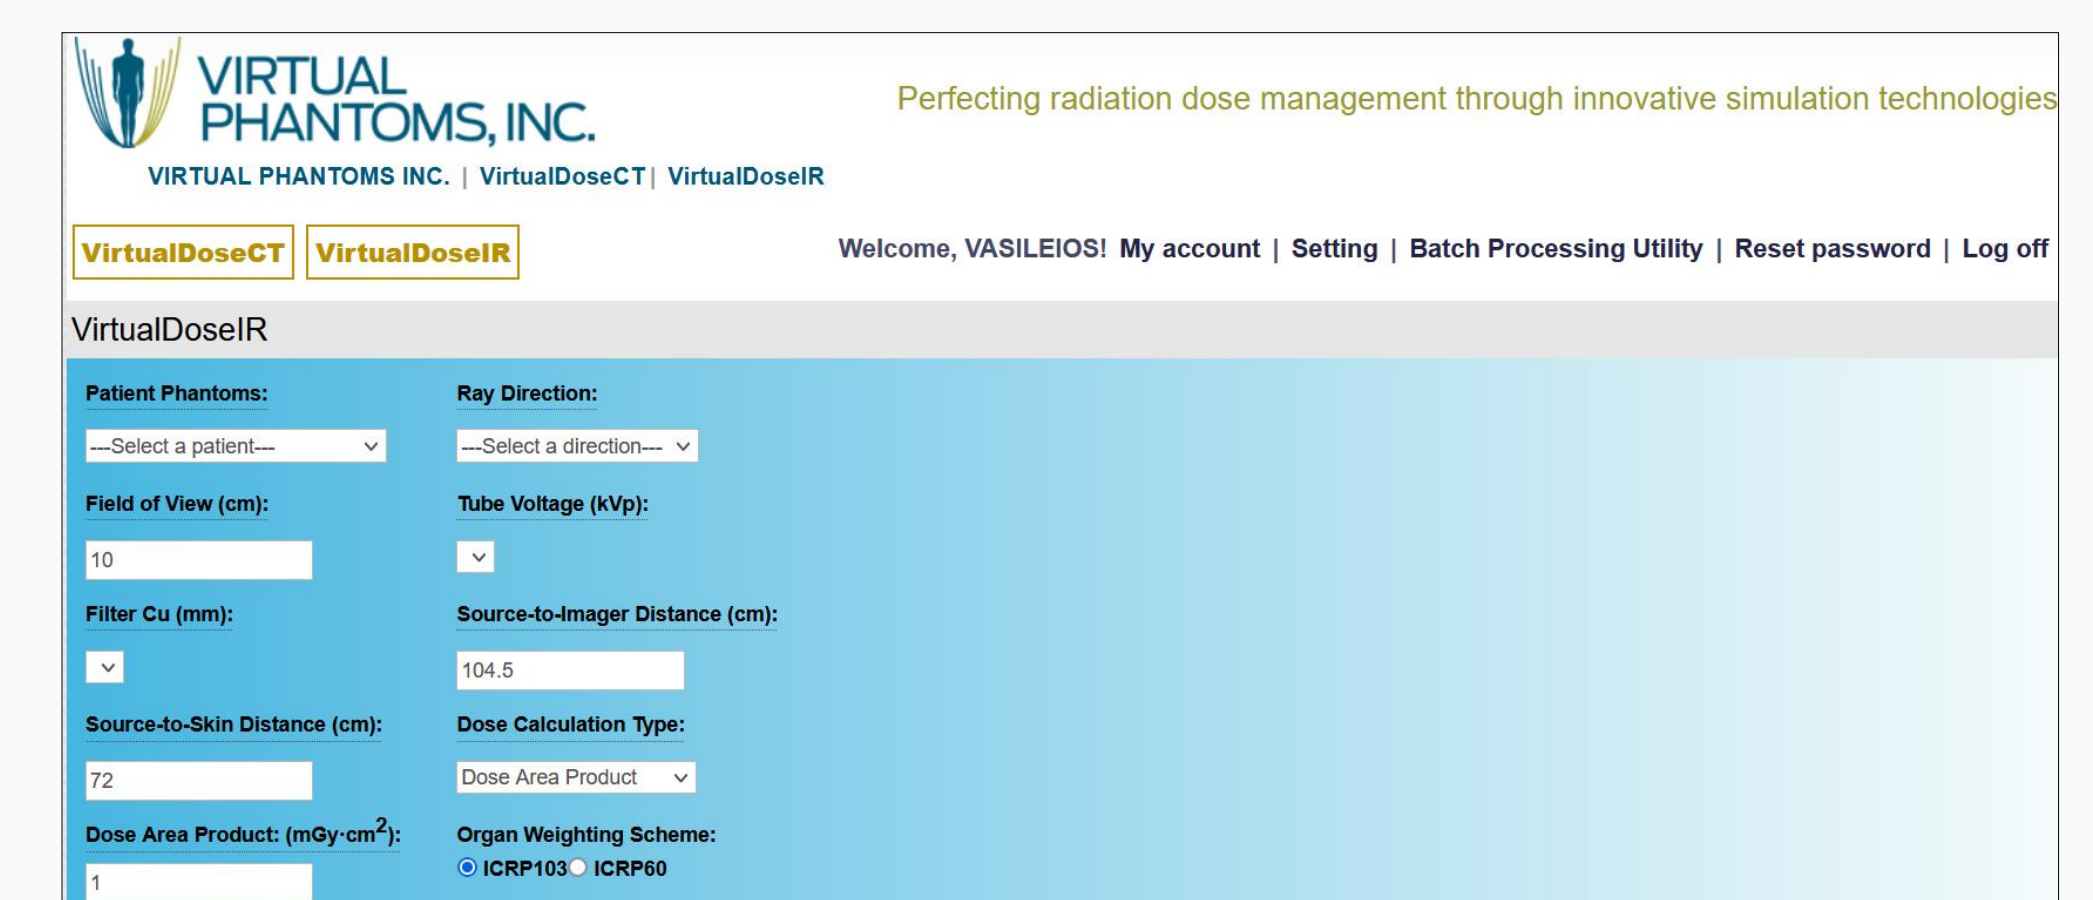 VIRTUAL
PHANTOMS, INC.
Perfecting radiation dose management through innovative simulation technologies
VIRTUAL PHANTOMS INC. | VirtualDoseCT | VirtualDoseIR
VirtualDoseCT VirtualDoseIR
Welcome, VASILEIOS! My account | Setting | Batch Processing Utility | Reset password | Log off
VirtualDoseIR
Patient Phantoms: Ray Direction:
---Select a patient--- ---Select a direction---
Field of View (cm): Tube Voltage (kVp):
10
Filter Cu (mm): Source-to-Imager Distance (cm):
104.5
Source-to-Skin Distance (cm): Dose Calculation Type:
72 Dose Area Product
Dose Area Product: (mGy·cm²): Organ Weighting Scheme:
1 ICRP103 ICRP60